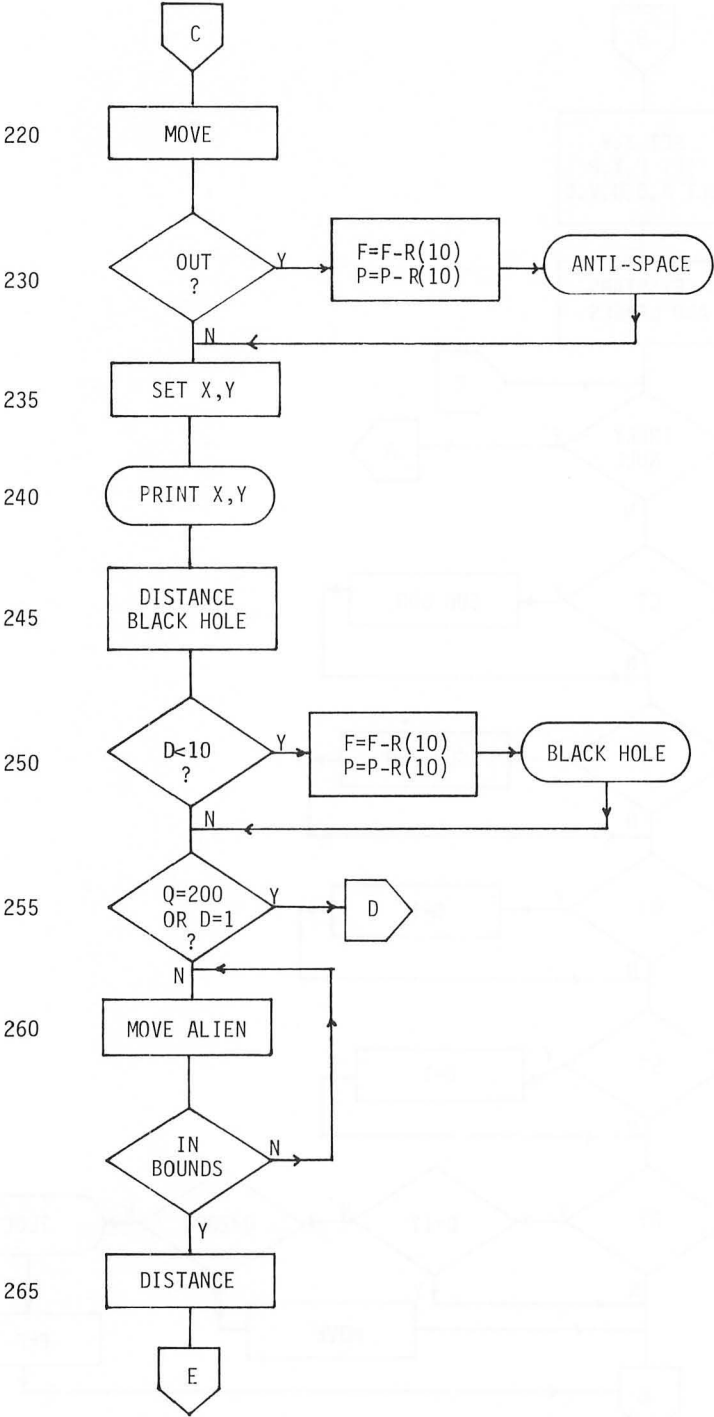 C
220
MOVE
OUT
?
Y
F=F-R(10)
P=P-R(10)
ANTI-SPACE
230
N
SET X,Y
235
PRINT X,Y
240
DISTANCE
BLACK HOLE
245
D<10
?
Y
F=F-R(10)
P=P-R(10)
BLACK HOLE
250
N
Q=200
OR D=1
?
Y
D
255
N
MOVE ALIEN
260
IN
BOUNDS
N
Y
DISTANCE
265
E